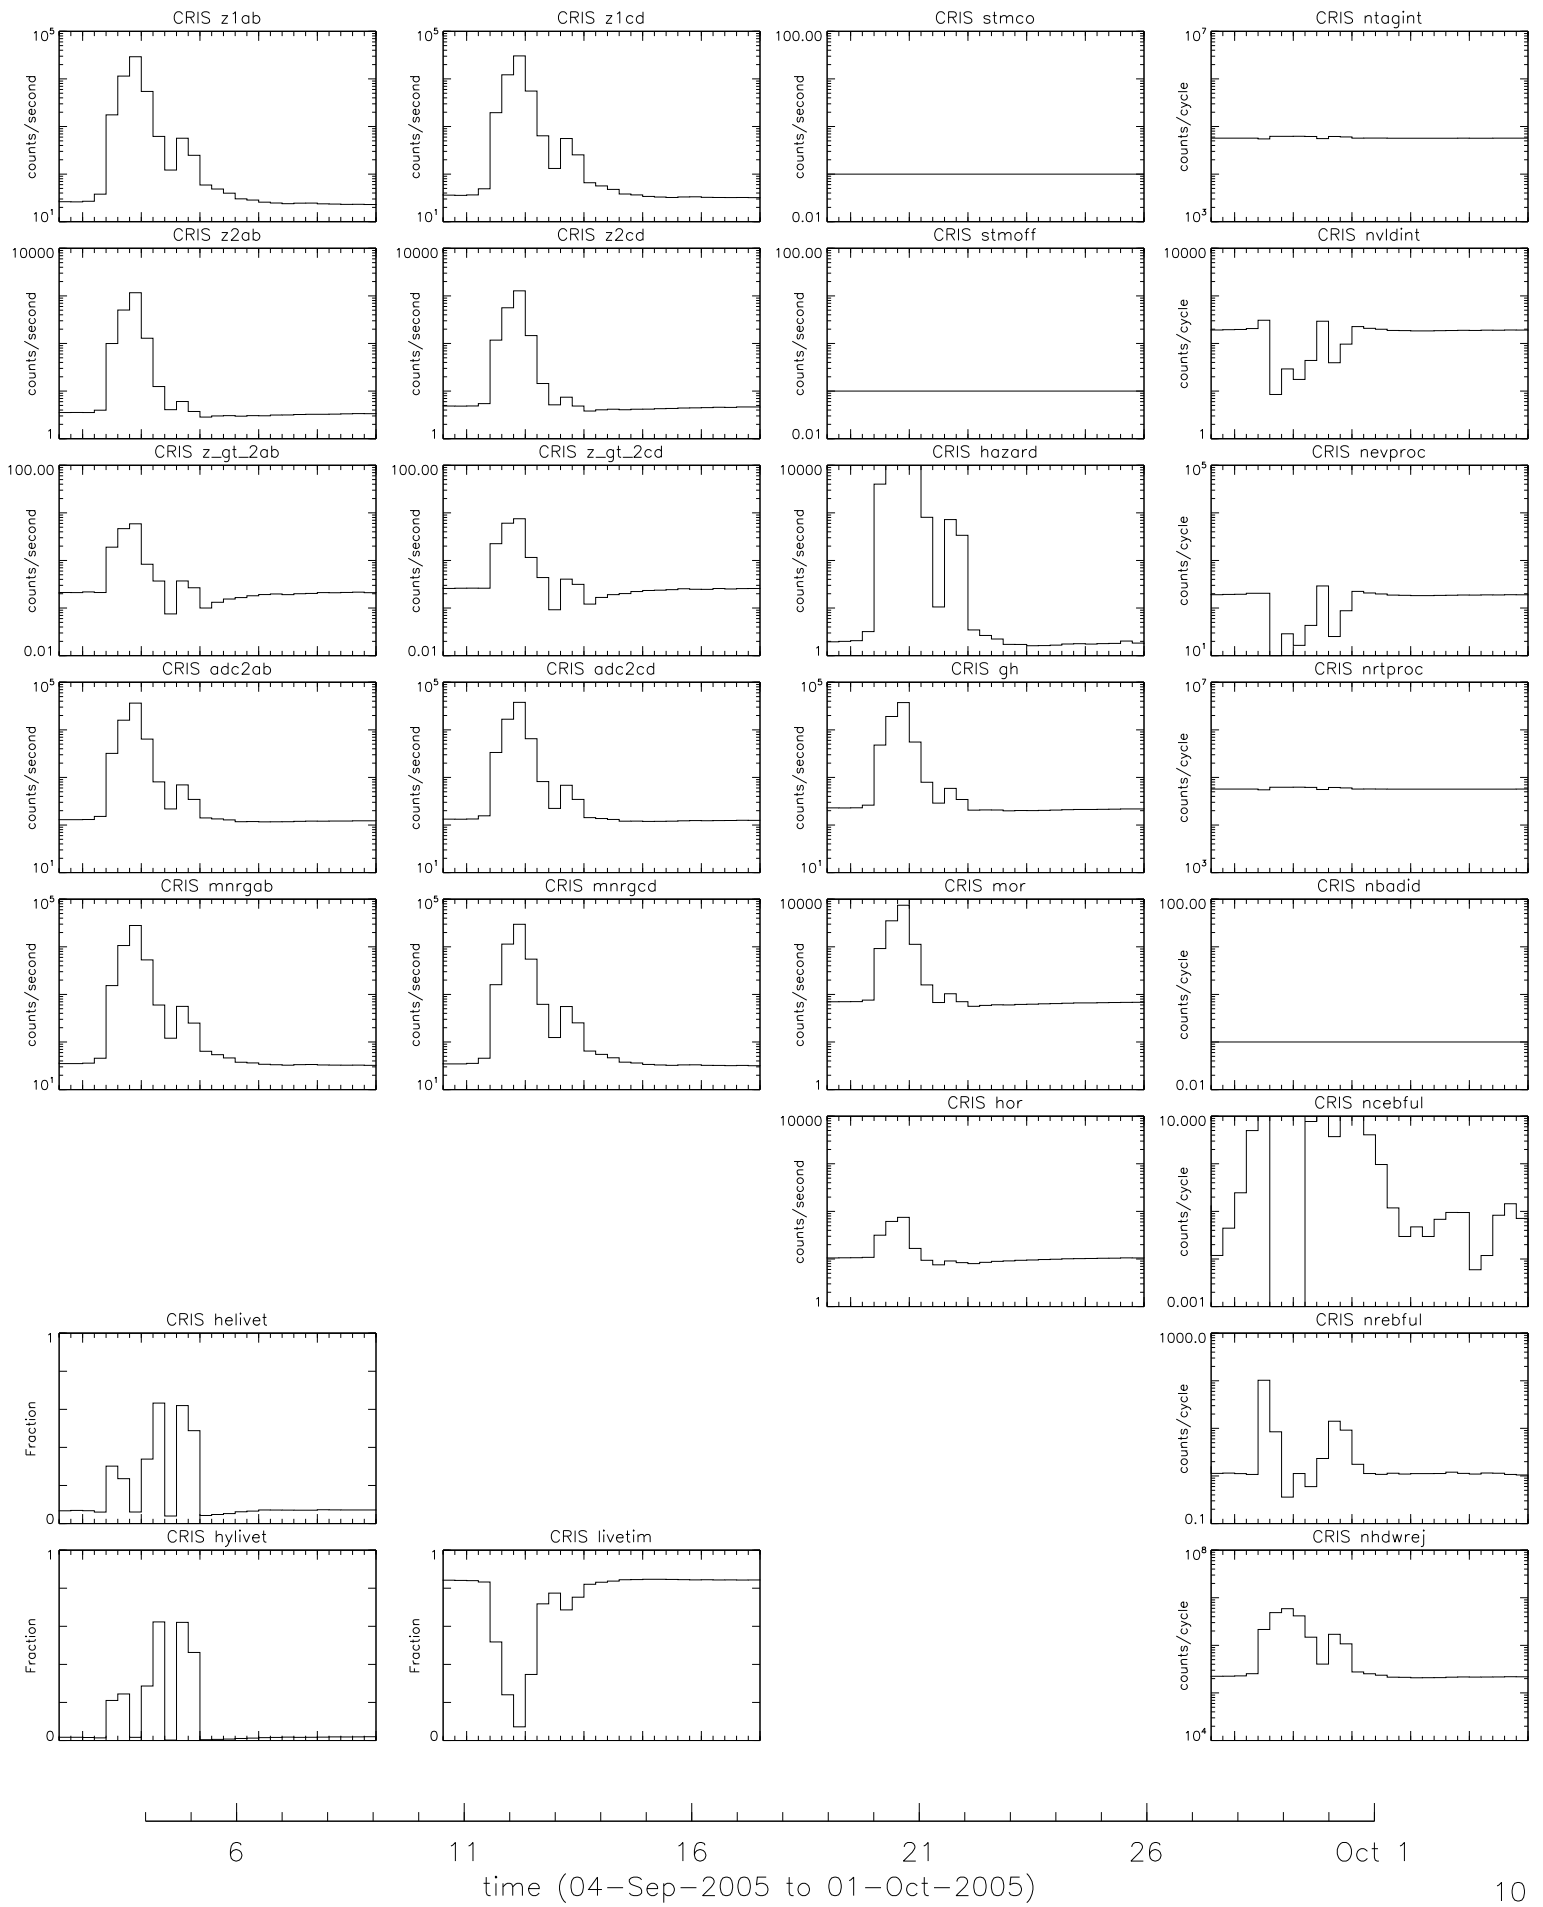 CRIS z1ab
CRIS z1cd
CRIS stmco
CRIS ntagint
10^5
counts/second
10^1
10^5
counts/second
10^1
100.00
0.01
10^7
counts/cycle
10^3
CRIS z2ab
CRIS z2cd
CRIS stmoff
CRIS nvldint
10000
counts/second
1
10000
counts/second
1
100.00
0.01
10000
counts/cycle
1
CRIS z_gt_2ab
CRIS z_gt_2cd
CRIS hazard
CRIS nevproc
100.00
counts/second
0.01
100.00
counts/second
0.01
10000
counts/second
1
10^5
counts/cycle
10^1
CRIS adc2ab
CRIS adc2cd
CRIS gh
CRIS nrtproc
10^5
counts/second
10^1
10^5
counts/second
10^1
10^5
counts/second
10^1
10^7
counts/cycle
10^3
CRIS mnrgab
CRIS mnrgcd
CRIS mor
CRIS nbadid
10^5
counts/second
10^1
10^5
counts/second
10^1
10000
counts/second
1
100.00
counts/cycle
0.01
CRIS hor
CRIS ncebful
10000
counts/second
1
10.000
counts/cycle
0.001
CRIS helivet
CRIS nrebful
1
Fraction
0
1000.0
counts/cycle
0.1
CRIS hylivet
CRIS livetim
CRIS nhdwrej
1
Fraction
0
1
Fraction
0
10^8
counts/cycle
10^4
6
11
16
21
26
Oct 1
time (04-Sep-2005 to 01-Oct-2005)
10